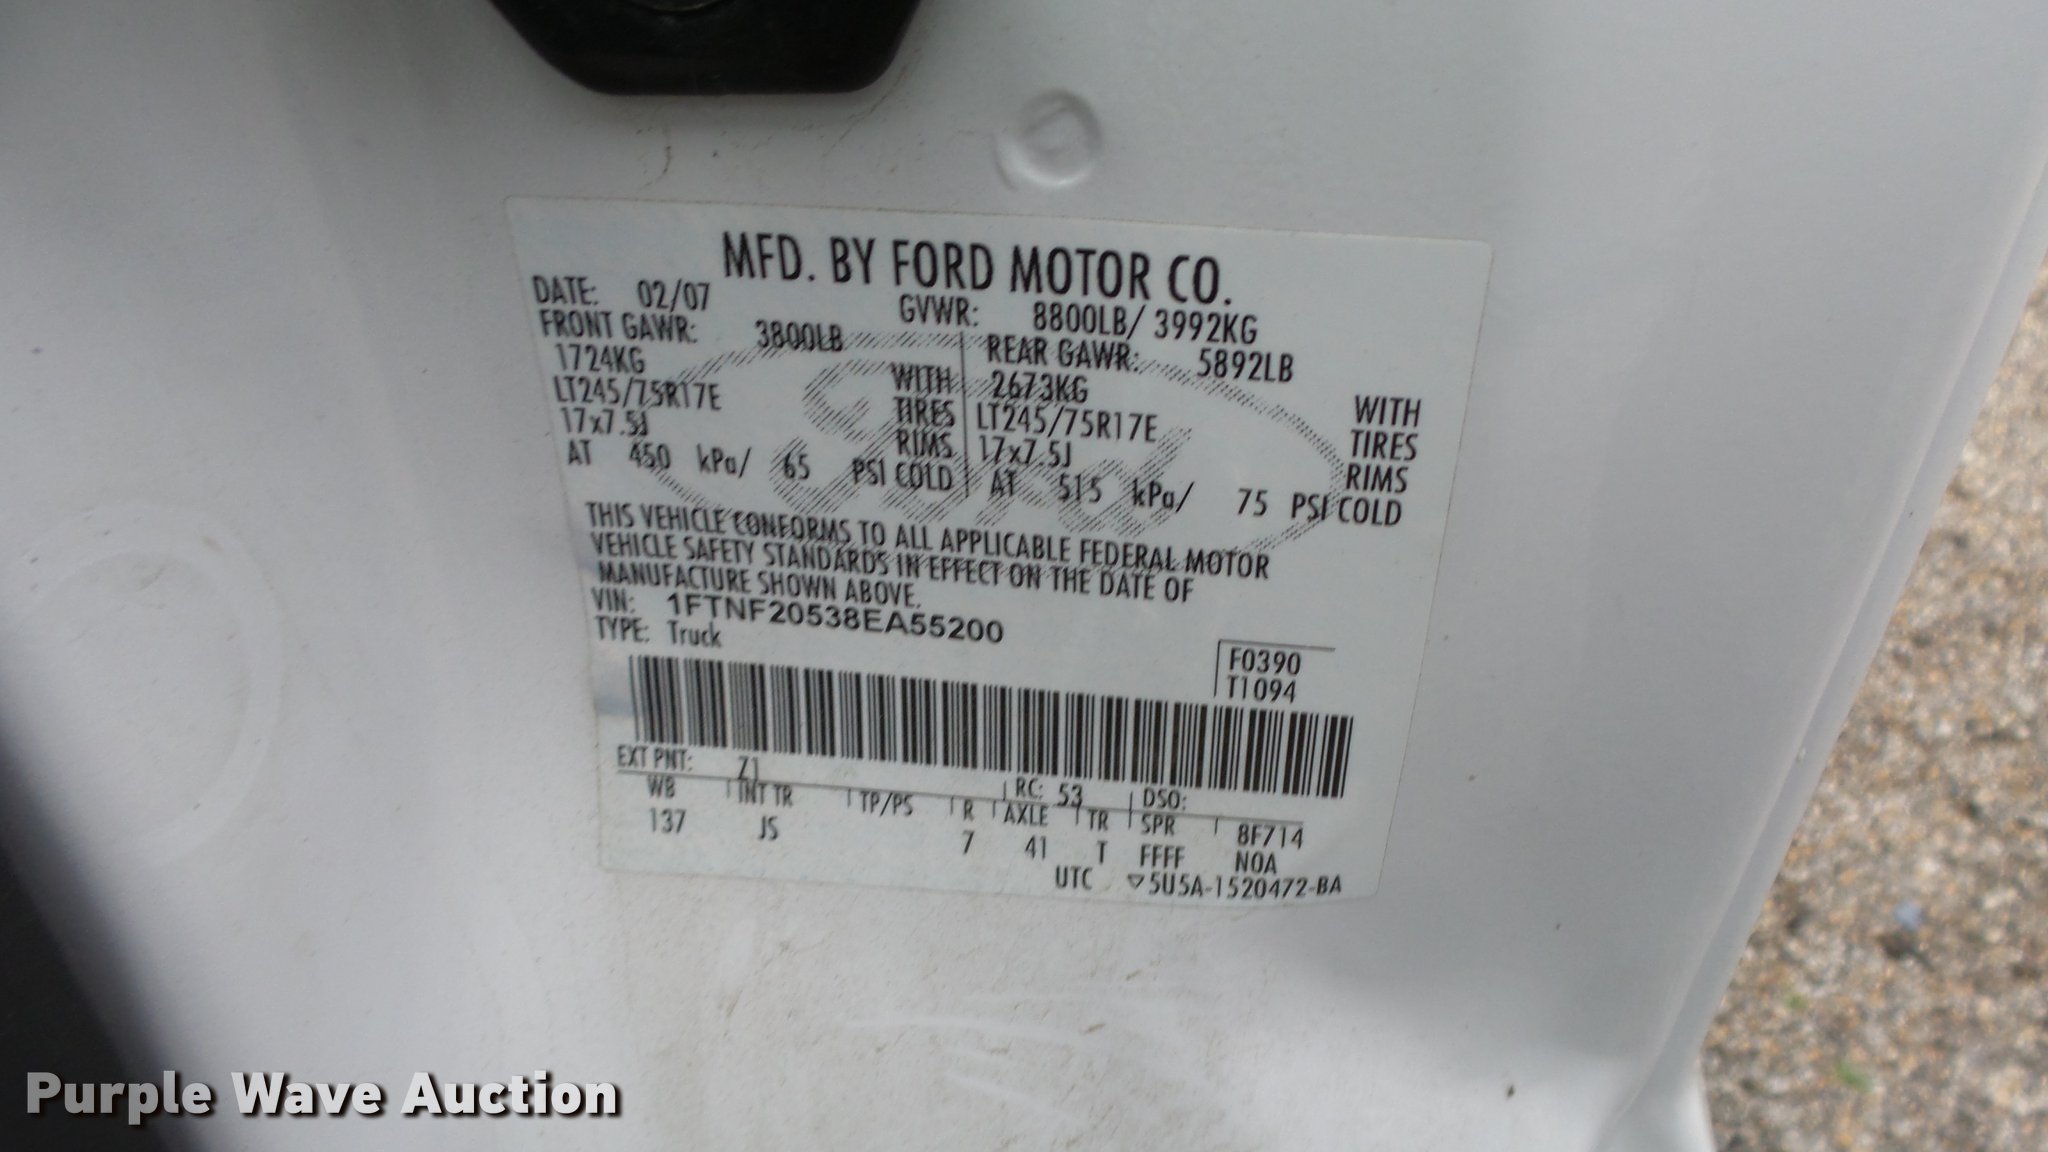 MFD. BY FORD MOTOR CO.
DATE: 02/07 GVWR: 8800LB/ 3992KG
FRONT GAWR: 3800LB REAR GAWR: 5892LB
1724KG WITH 2673KG WITH
LT245/75R17E TIRES LT245/75R17E TIRES
17x7.5J RIMS 17x7.5J RIMS
AT 450 kPa/ 65 PSI COLD AT 515 kPa/ 75 PSI COLD
Ford
THIS VEHICLE CONFORMS TO ALL APPLICABLE FEDERAL MOTOR
VEHICLE SAFETY STANDARDS IN EFFECT ON THE DATE OF
MANUFACTURE SHOWN ABOVE.
VIN: 1FTNF20538EA55200
TYPE: Truck
F0390
T1094
EXT PNT: Z1 RC: 53 DSO:
WB INT TR TP/PS R AXLE TR SPR 8F714
137 JS 7 41 T FFFF N0A
UTC ▽5U5A-1520472-BA
Purple Wave Auction